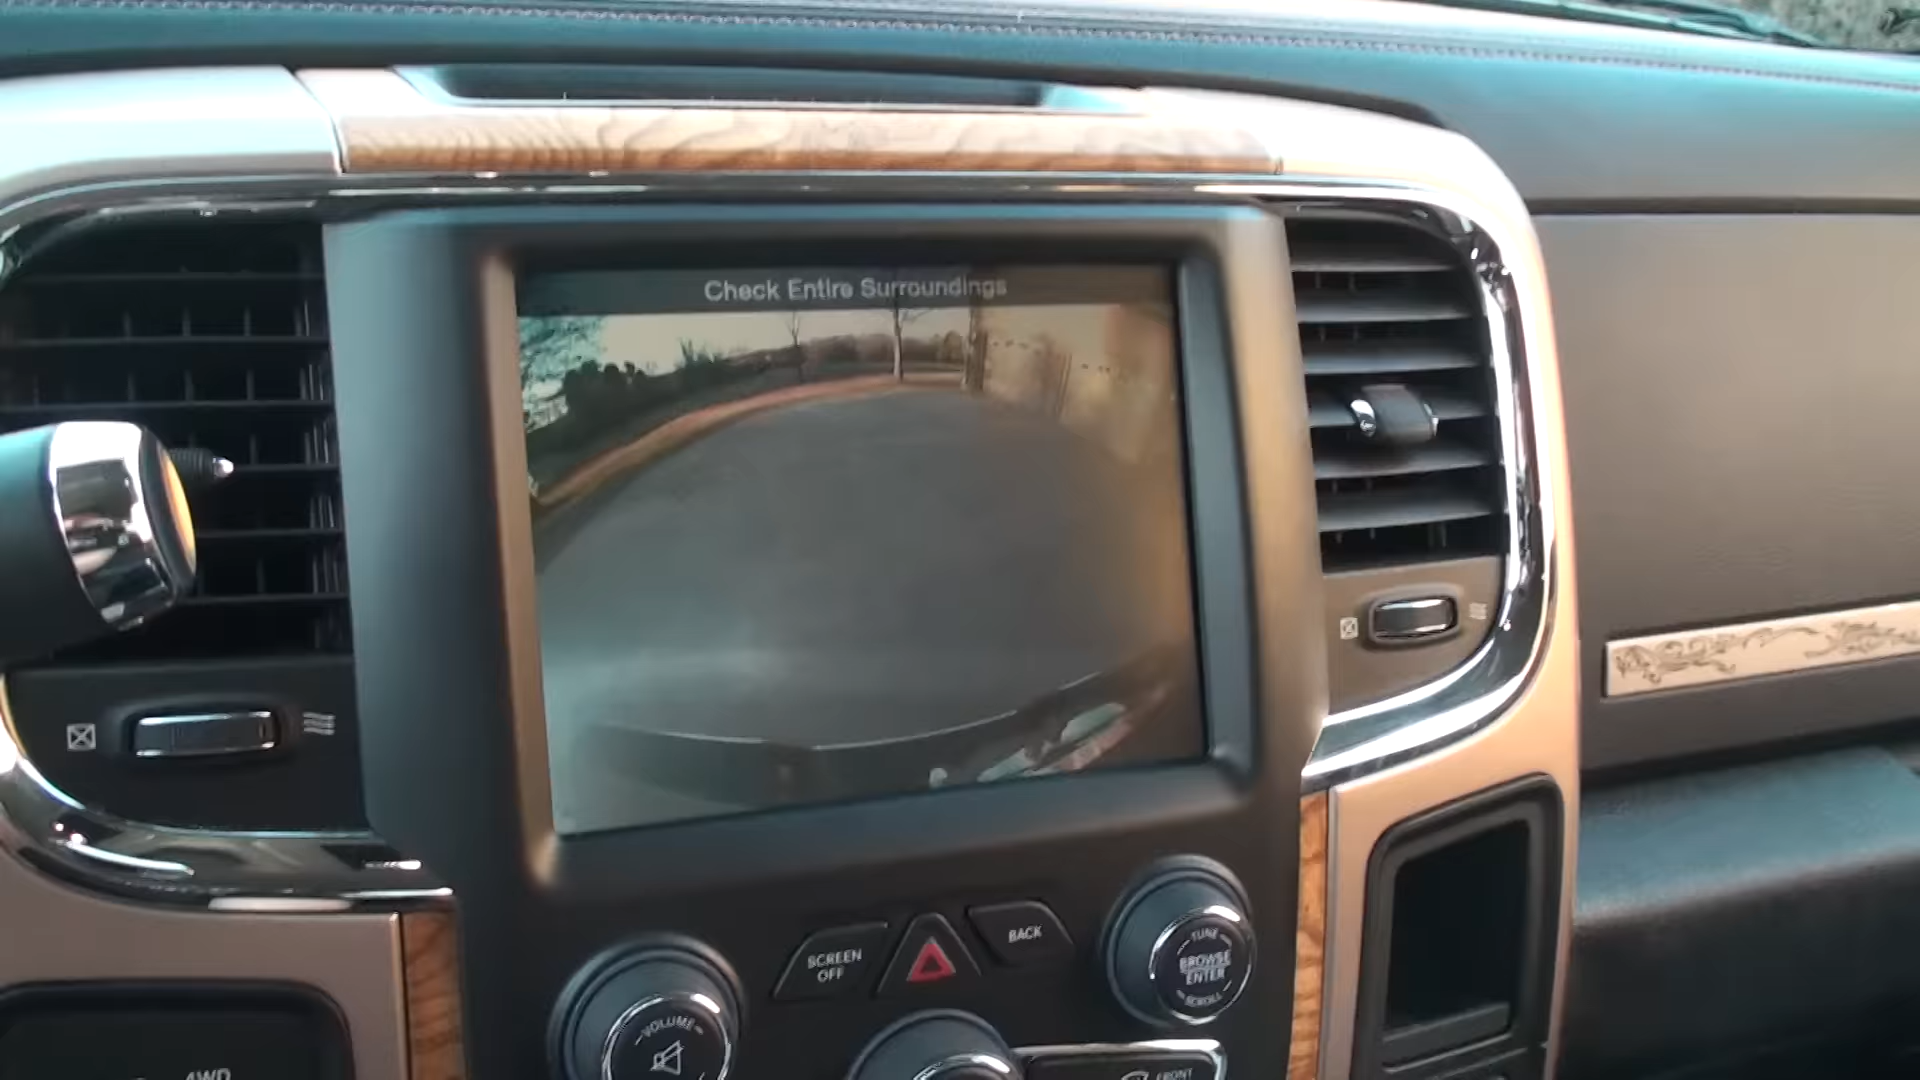 Check Entire Surroundings
SCREEN
OFF
BACK
TUNE
BROWSE
ENTER
SCROLL
VOLUME
4WD
FRONT